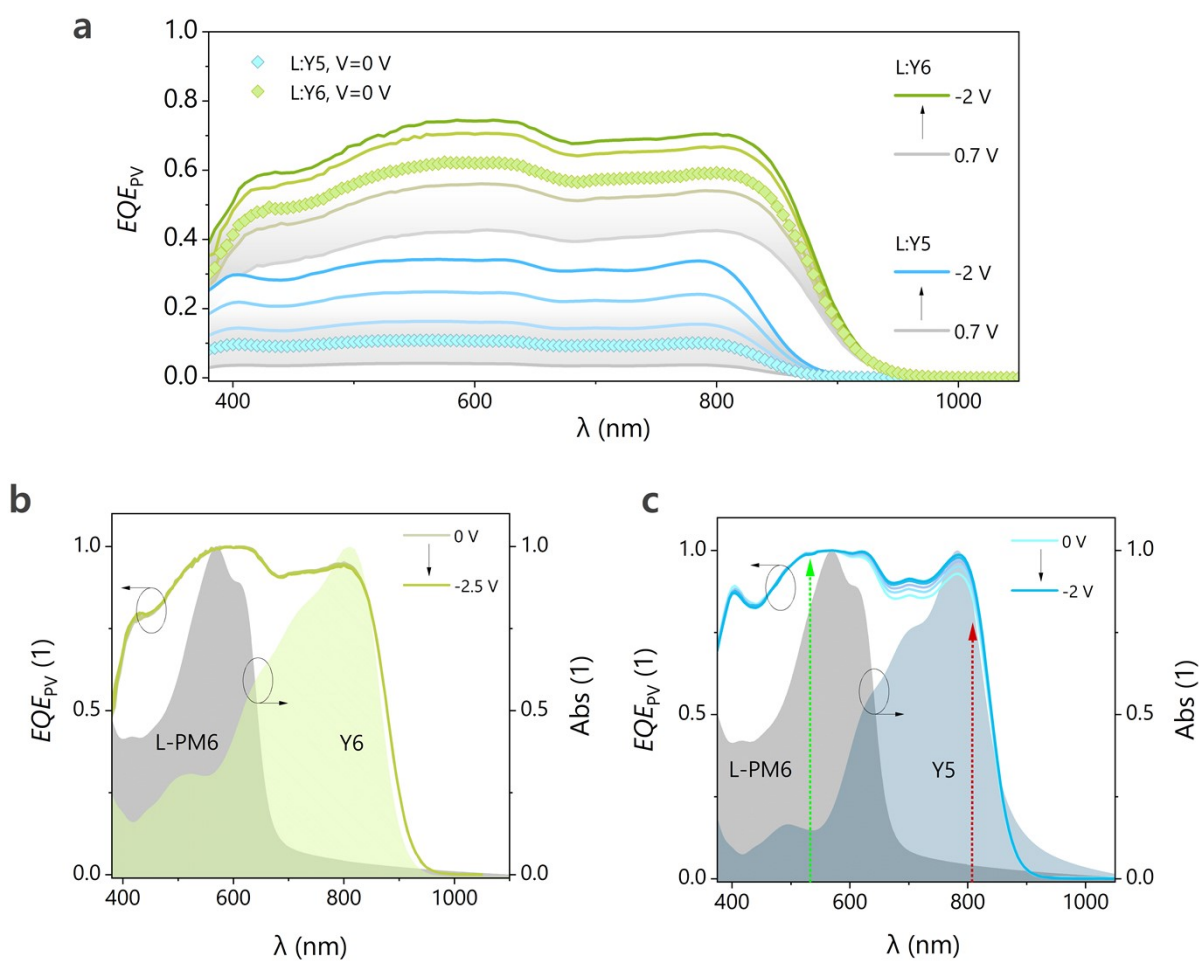 a
1.0
0.8
0.6
0.4
0.2
0.0
EQE_PV
L:Y5, V=0 V
L:Y6, V=0 V
L:Y6
-2 V
0.7 V
L:Y5
-2 V
0.7 V
400 600 800 1000
λ (nm)
b
1.0
0.5
1.0
EQE_PV (1)
0 V
-2.5 V
L-PM6
Y6
1.0
0.5
0.0
Abs (1)
400 600 800 1000
λ (nm)
c
1.0
0.5
0.0
EQE_PV (1)
0 V
-2 V
L-PM6
Y5
1.0
0.5
0.0
Abs (1)
400 600 800 1000
λ (nm)